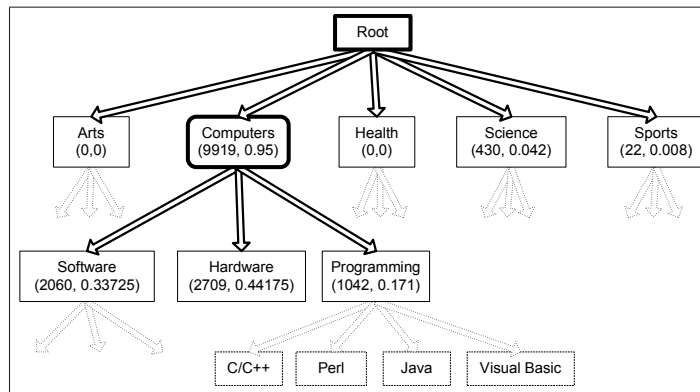 Root
Arts
(0,0)
Computers
(9919, 0.95)
Health
(0,0)
Science
(430, 0.042)
Sports
(22, 0.008)
Software
(2060, 0.33725)
Hardware
(2709, 0.44175)
Programming
(1042, 0.171)
C/C++
Perl
Java
Visual Basic